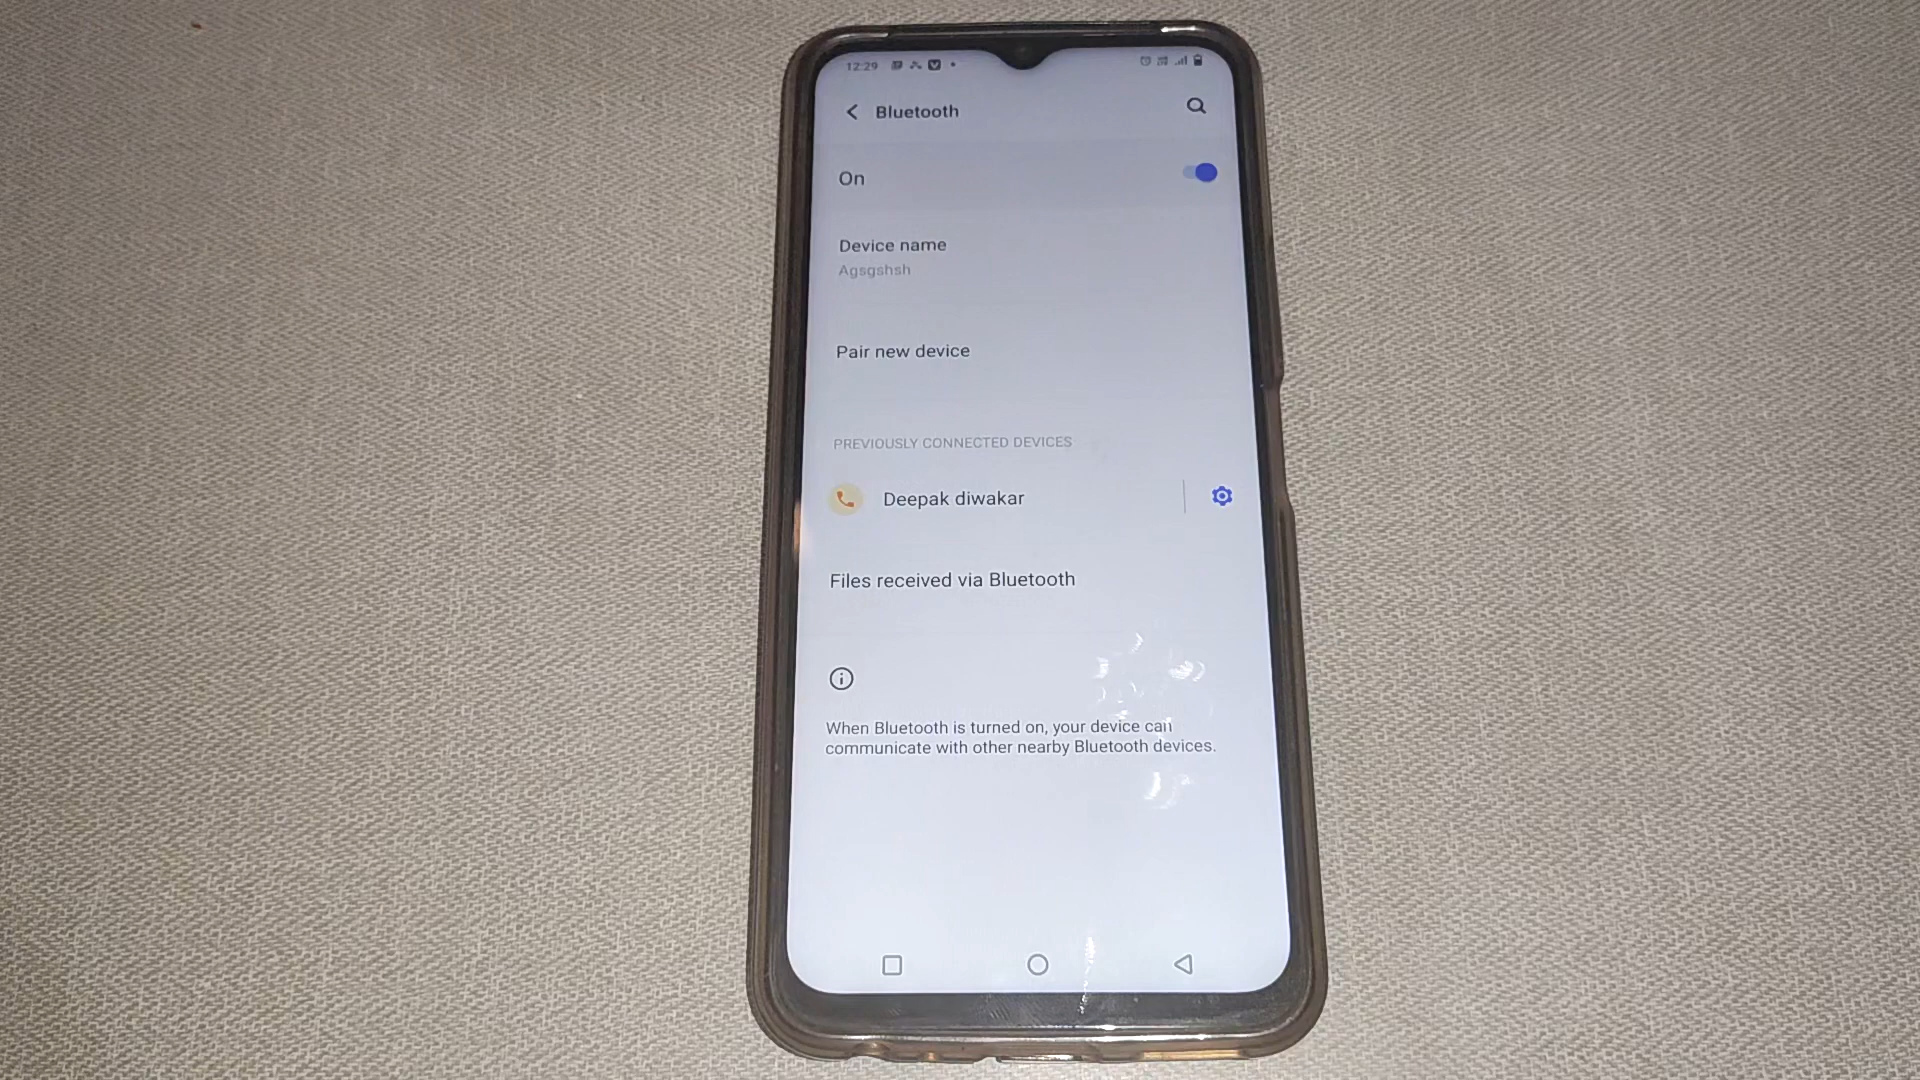 12:29
Bluetooth
On
Device name
Agsgshsh
Pair new device
PREVIOUSLY CONNECTED DEVICES
Deepak diwakar
Files received via Bluetooth
When Bluetooth is turned on, your device can
communicate with other nearby Bluetooth devices.